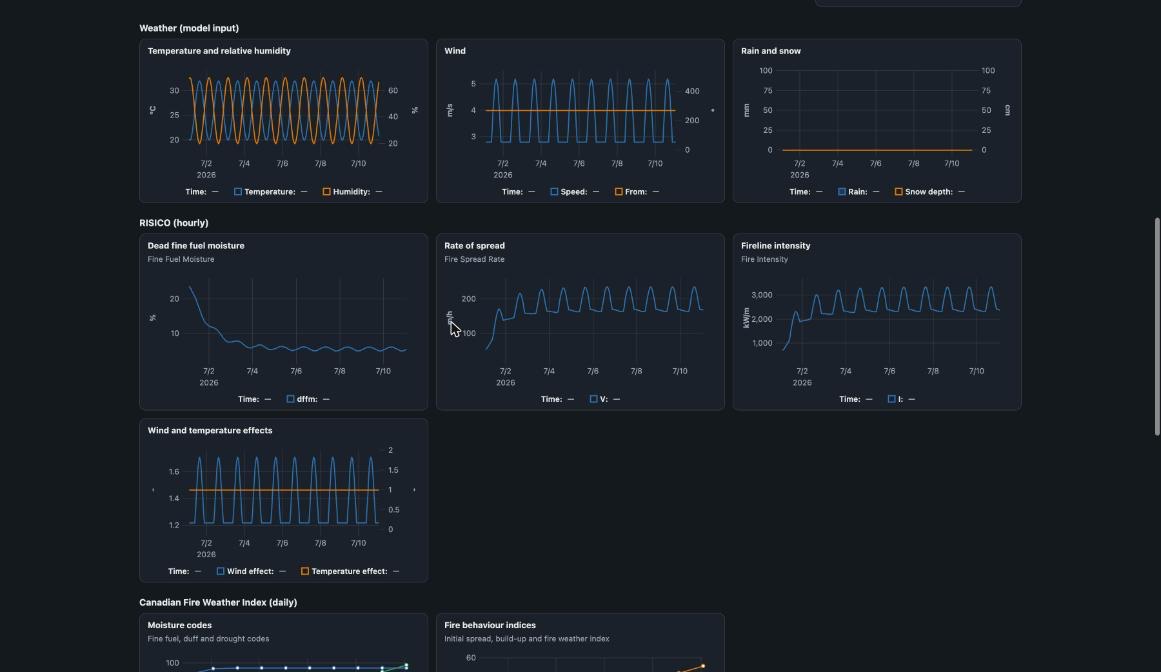 Weather (model input)
Temperature and relative humidity
Wind
Rain and snow
°C
30
25
20
60
40
20
%
7/2
7/4
7/6
7/8
7/10
2026
Time: –
Temperature: –
Humidity: –
m/s
5
4
3
400
200
0
°
7/2
7/4
7/6
7/8
7/10
2026
Time: –
Speed: –
From: –
mm
100
75
50
25
0
100
75
50
25
0
cm
7/2
7/4
7/6
7/8
7/10
2026
Time: –
Rain: –
Snow depth: –
RISICO (hourly)
Dead fine fuel moisture
Fine Fuel Moisture
%
20
10
7/2
7/4
7/6
7/8
7/10
2026
Time: –
dffm: –
Rate of spread
Fire Spread Rate
m/h
200
100
7/2
7/4
7/6
7/8
7/10
2026
Time: –
V: –
Fireline intensity
Fire Intensity
kW/m
3,000
2,000
1,000
7/2
7/4
7/6
7/8
7/10
2026
Time: –
I: –
Wind and temperature effects
1.6
1.4
1.2
2
1.5
1
0.5
0
7/2
7/4
7/6
7/8
7/10
2026
Time: –
Wind effect: –
Temperature effect: –
Canadian Fire Weather Index (daily)
Moisture codes
Fine fuel, duff and drought codes
100
Fire behaviour indices
Initial spread, build-up and fire weather index
60